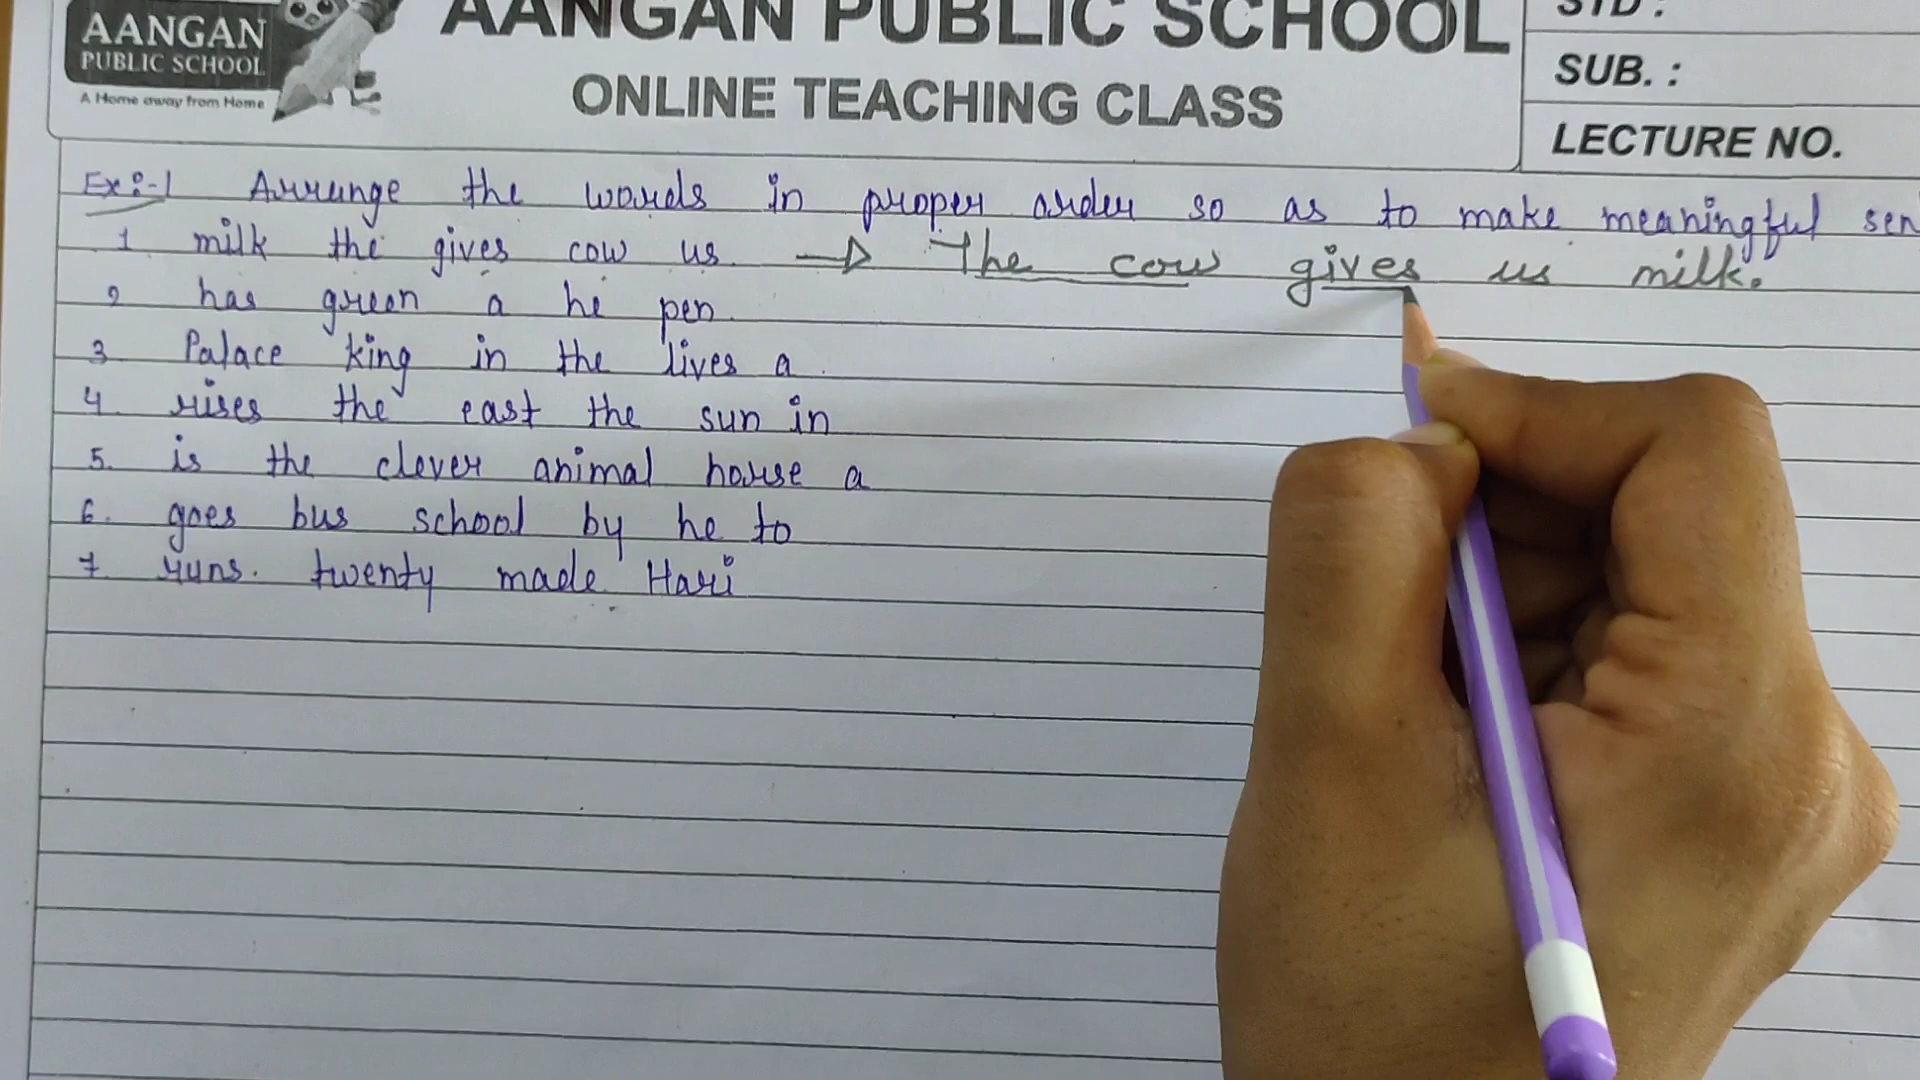 AANGAN
PUBLIC SCHOOL
A Home away from Home
AANGAN PUBLIC SCHOOL
ONLINE TEACHING CLASS
STD :
SUB. :
LECTURE NO.
Ex:-1 Arrange the words in proper order so as to make meaningful sen
1 milk the gives cow us → The cow gives us milk.
2 has green a he pen
3 Palace king in the lives a
4 rises the east the sun in
5. is the clever animal horse a
6. goes bus school by he to
7 runs. twenty made Hari